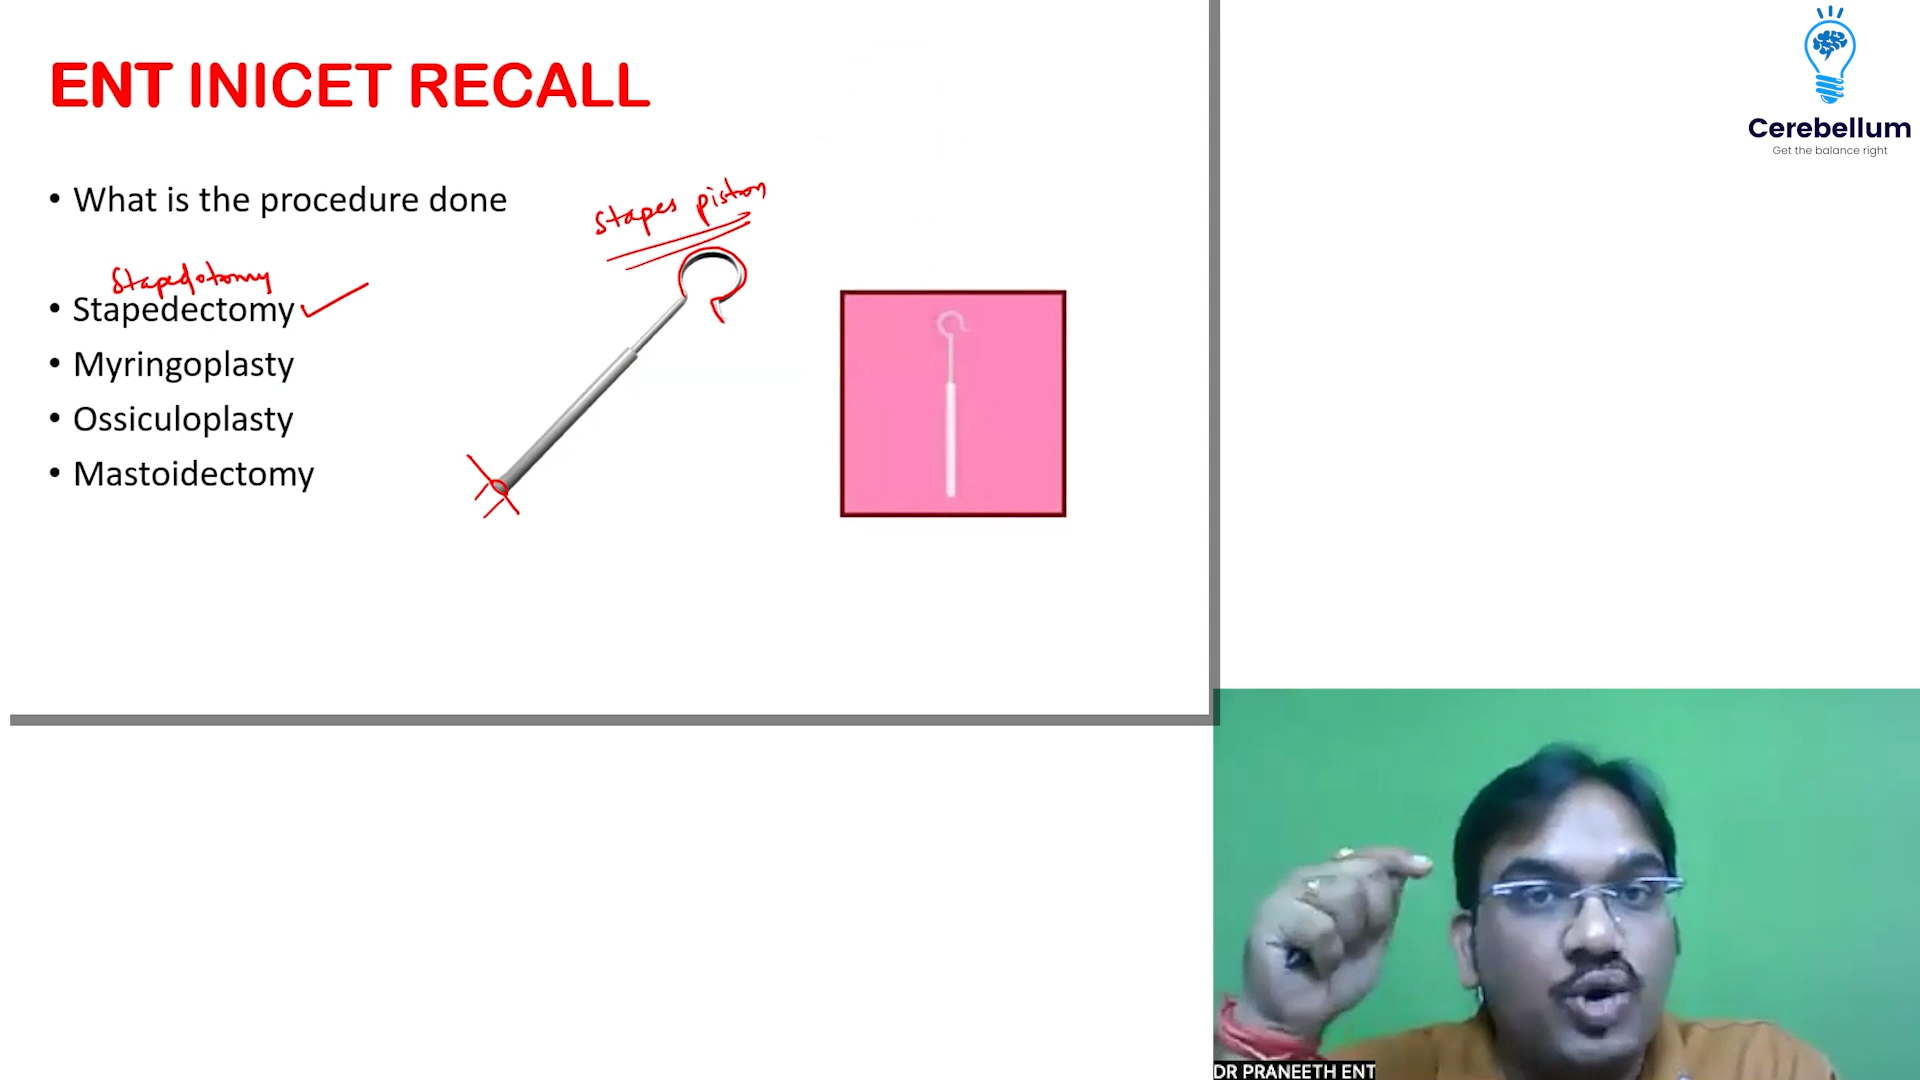 ENT INICET RECALL
Cerebellum
Get the balance right
• What is the procedure done
stapes piston
Stapedotomy
• Stapedectomy
• Myringoplasty
• Ossiculoplasty
• Mastoidectomy
DR PRANEETH ENT